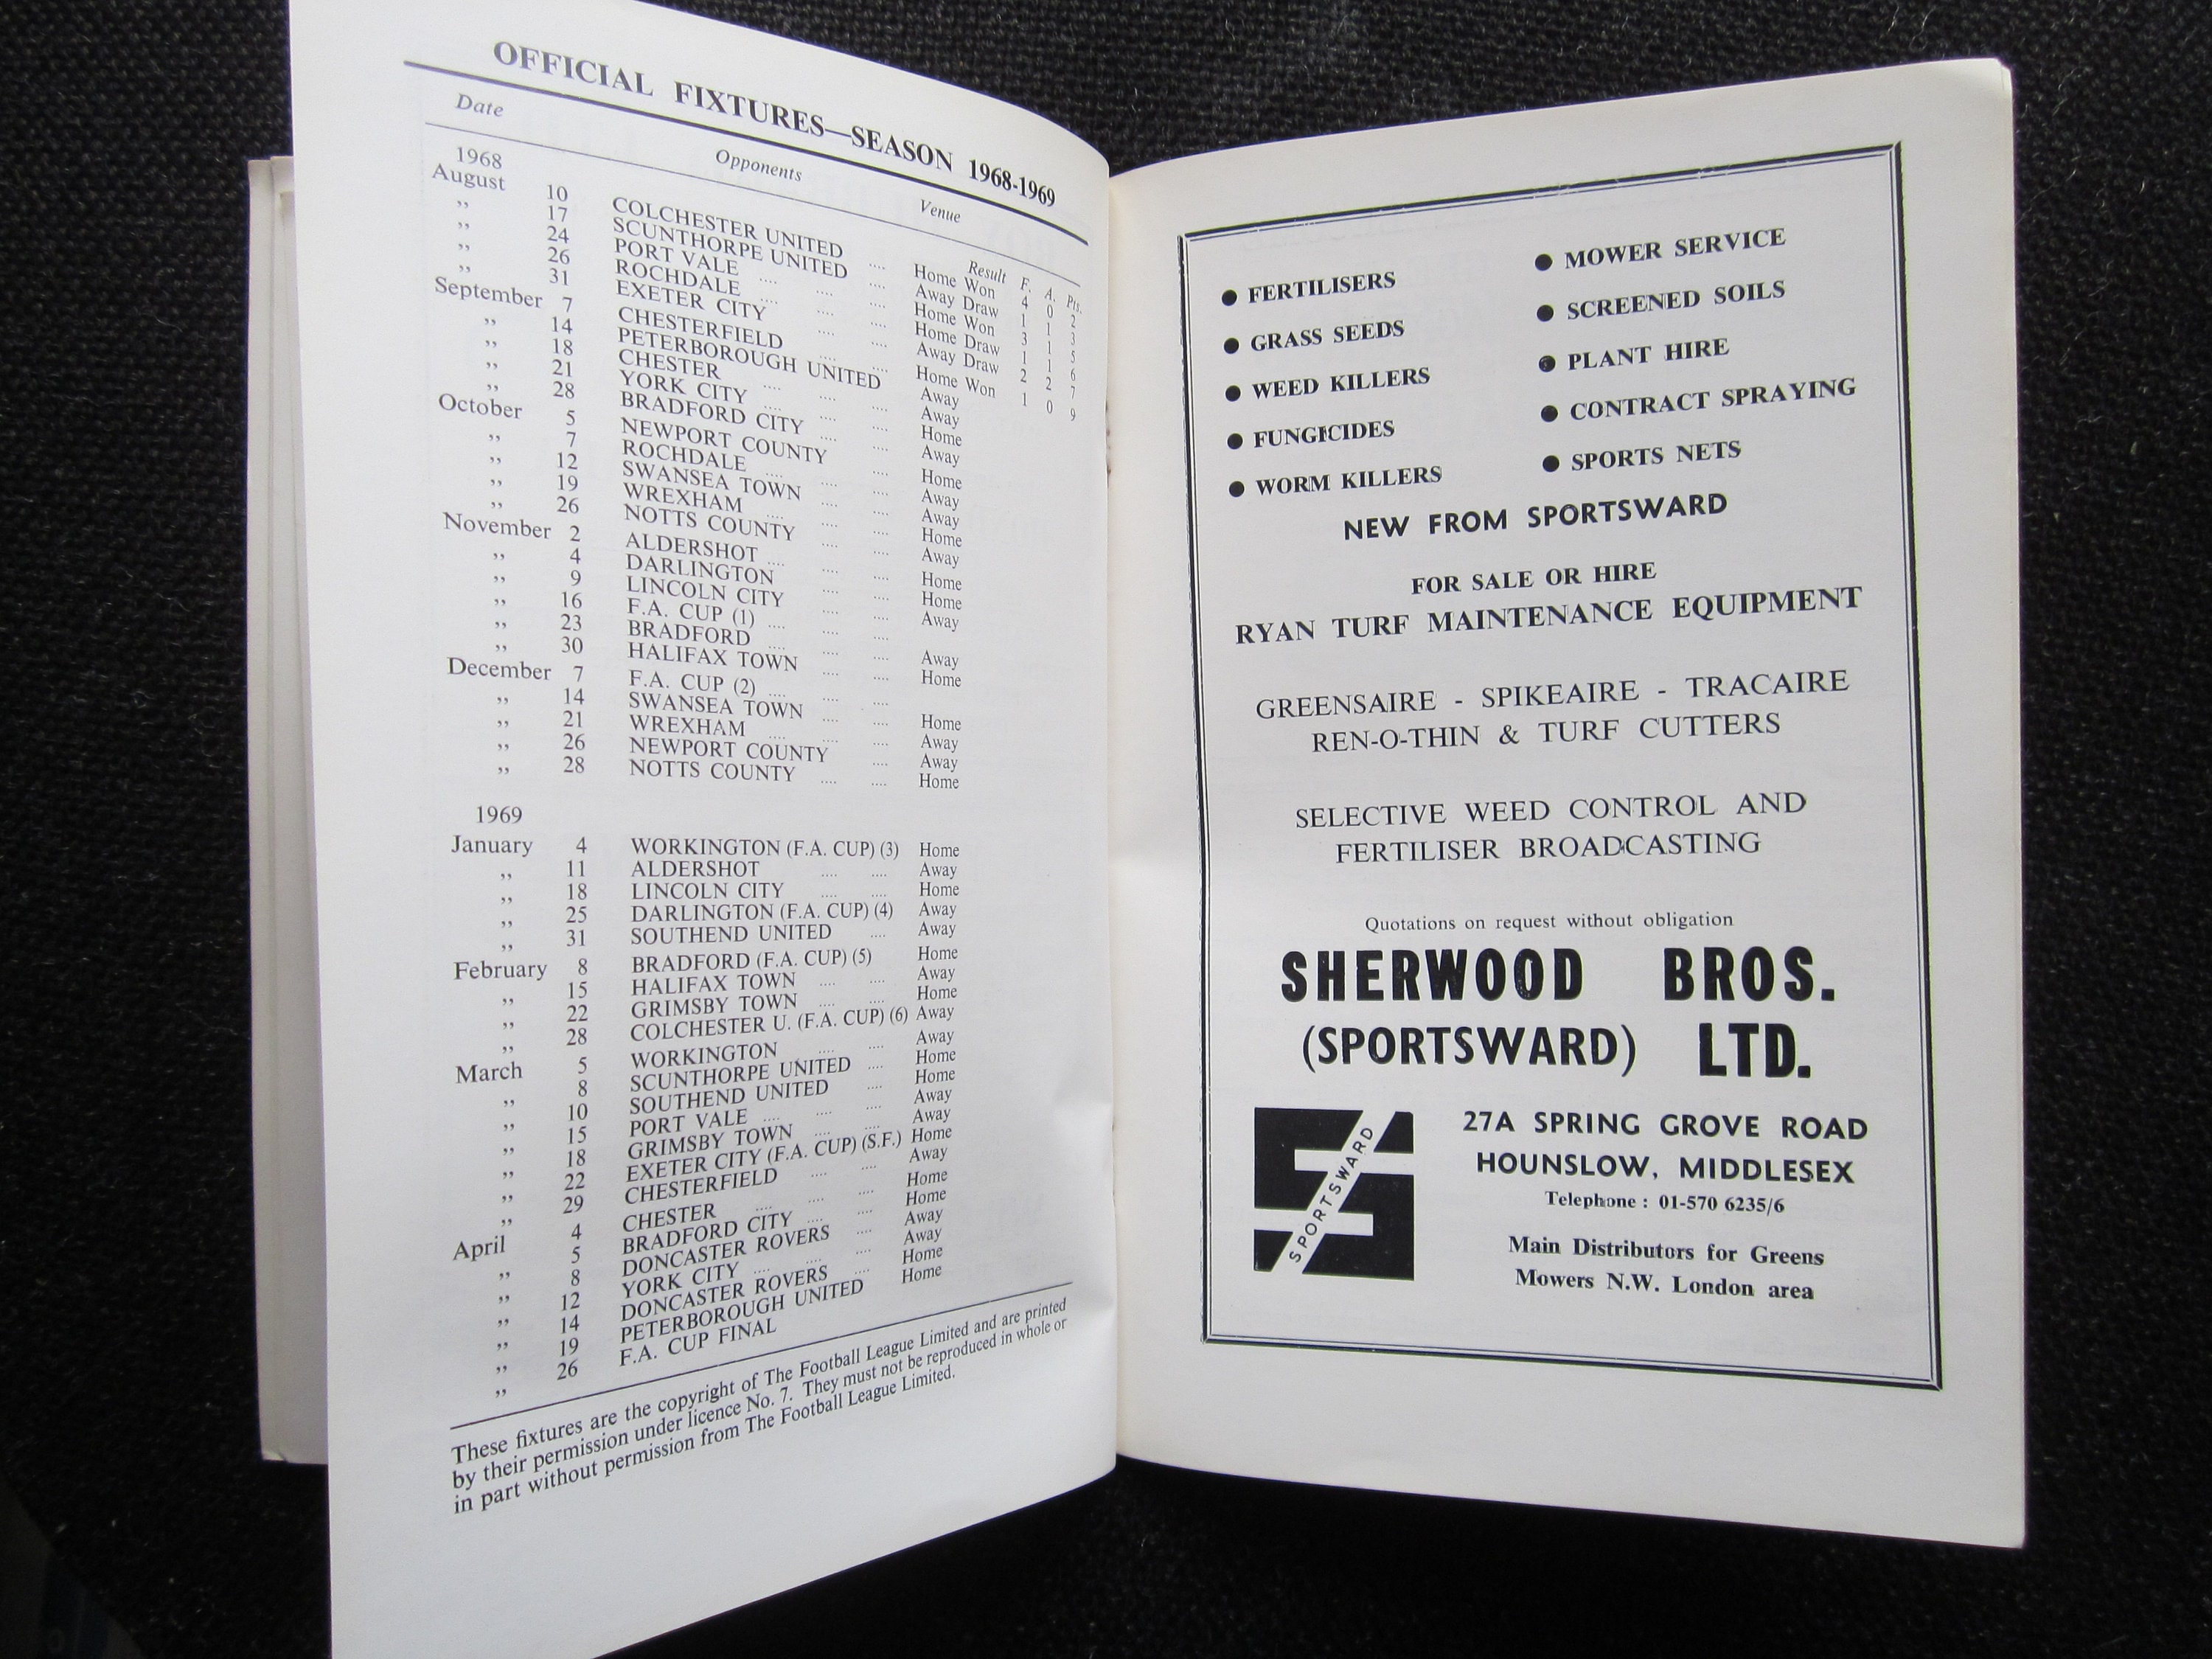 OFFICIAL FIXTURES—SEASON 1968-1969
Date Opponents Venue Result F. A. Pts.
1968
August 10 COLCHESTER UNITED .... Home Won 4 0 2
,, 17 SCUNTHORPE UNITED .... Away Draw 1 1 3
,, 24 PORT VALE .... .... .... Home Won 3 1 5
,, 26 ROCHDALE .... .... .... Home Draw 1 1 6
,, 31 EXETER CITY .... .... Away Draw 2 2 7
September 7 CHESTERFIELD .... .... Home Won 1 0 9
,, 14 PETERBOROUGH UNITED Away
,, 18 CHESTER .... .... .... Away
,, 21 YORK CITY .... .... .... Home
,, 28 BRADFORD CITY .... .... Away
October 5 NEWPORT COUNTY .... Home
,, 7 ROCHDALE .... .... .... Away
,, 12 SWANSEA TOWN .... .... Away
,, 19 WREXHAM .... .... .... Home
,, 26 NOTTS COUNTY .... .... Away
November 2 ALDERSHOT .... .... .... Home
,, 4 DARLINGTON .... .... Home
,, 9 LINCOLN CITY .... .... Away
,, 16 F.A. CUP (1) .... .... ....
,, 23 BRADFORD .... .... .... Away
,, 30 HALIFAX TOWN .... .... Home
December 7 F.A. CUP (2) .... .... ....
,, 14 SWANSEA TOWN .... .... Home
,, 21 WREXHAM .... .... .... Away
,, 26 NEWPORT COUNTY .... Away
,, 28 NOTTS COUNTY .... .... Home
1969
January 4 WORKINGTON (F.A. CUP) (3) Home
,, 11 ALDERSHOT .... .... Away
,, 18 LINCOLN CITY .... .... Home
,, 25 DARLINGTON (F.A. CUP) (4) Away
,, 31 SOUTHEND UNITED .... Away
February 8 BRADFORD (F.A. CUP) (5) Home
,, 15 HALIFAX TOWN .... .... Away
,, 22 GRIMSBY TOWN .... .... Home
,, 28 COLCHESTER U. (F.A. CUP) (6) Away
March 5 WORKINGTON .... .... Away
,, 8 SCUNTHORPE UNITED .... Home
,, 10 SOUTHEND UNITED .... Home
,, 15 PORT VALE .... .... .... Away
,, 18 GRIMSBY TOWN .... .... Away
,, 22 EXETER CITY (F.A. CUP) (S.F.) Home
,, 29 CHESTERFIELD .... .... Away
April 4 CHESTER .... .... .... Home
,, 5 BRADFORD CITY .... .... Home
,, 8 DONCASTER ROVERS .... Away
,, 12 YORK CITY .... .... .... Away
,, 14 DONCASTER ROVERS .... Home
,, 19 PETERBOROUGH UNITED Home
,, 26 F.A. CUP FINAL
These fixtures are the copyright of The Football League Limited and are printed
by their permission under licence No. 7. They must not be reproduced in whole or
in part without permission from The Football League Limited.
● FERTILISERS
● GRASS SEEDS
● WEED KILLERS
● FUNGICIDES
● WORM KILLERS
● MOWER SERVICE
● SCREENED SOILS
● PLANT HIRE
● CONTRACT SPRAYING
● SPORTS NETS
NEW FROM SPORTSWARD
FOR SALE OR HIRE
RYAN TURF MAINTENANCE EQUIPMENT
GREENSAIRE - SPIKEAIRE - TRACAIRE
REN-O-THIN & TURF CUTTERS
SELECTIVE WEED CONTROL AND
FERTILISER BROADCASTING
Quotations on request without obligation
SHERWOOD BROS.
(SPORTSWARD) LTD.
SPORTSWARD
27A SPRING GROVE ROAD
HOUNSLOW, MIDDLESEX
Telephone : 01-570 6235/6
Main Distributors for Greens
Mowers N.W. London area